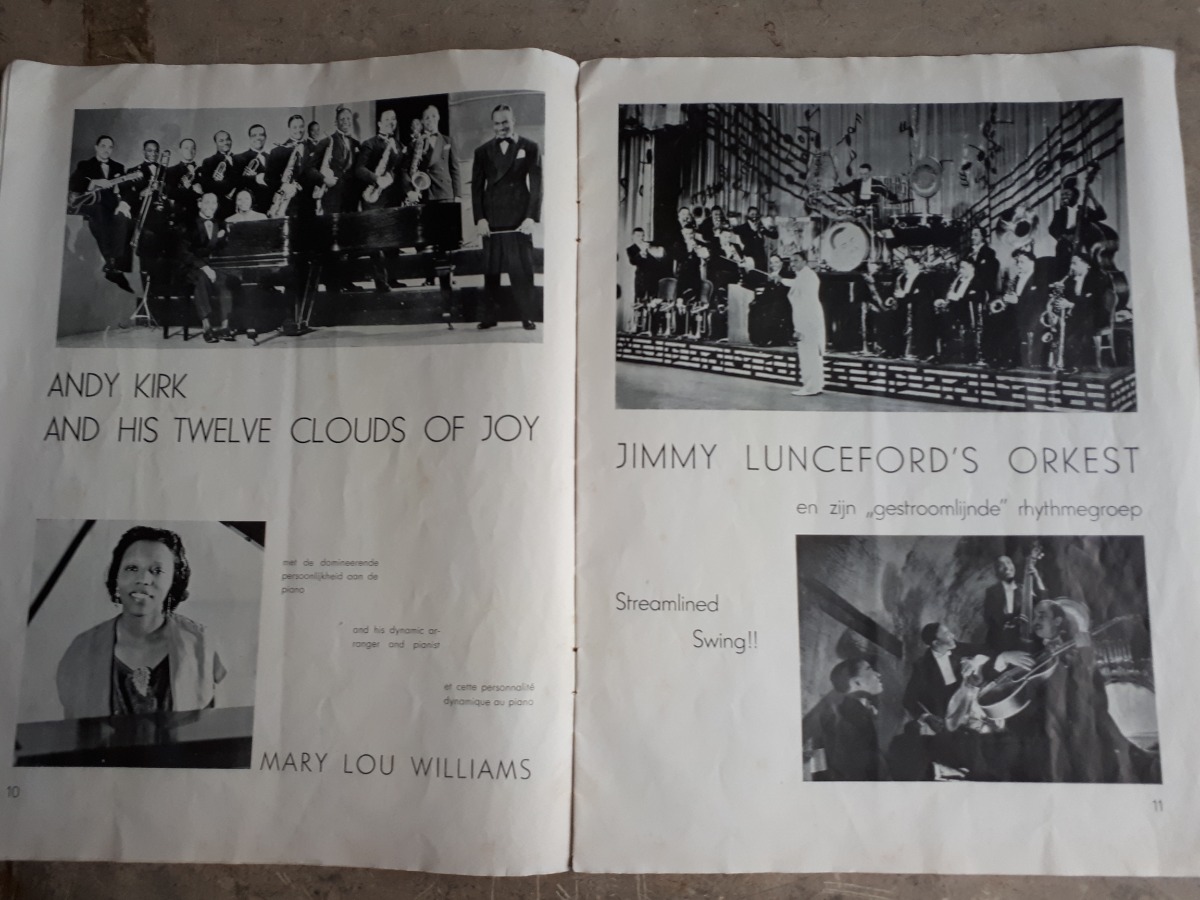 ANDY KIRK
AND HIS TWELVE CLOUDS OF JOY
met de domineerende
persoonlijkheid aan de
piano
and his dynamic ar-
ranger and pianist
et cette personnalité
dynamique au piano
MARY LOU WILLIAMS
10
JIMMY LUNCEFORD'S ORKEST
en zijn „gestroomlijnde" rhythmegroep
Streamlined
Swing!!
11